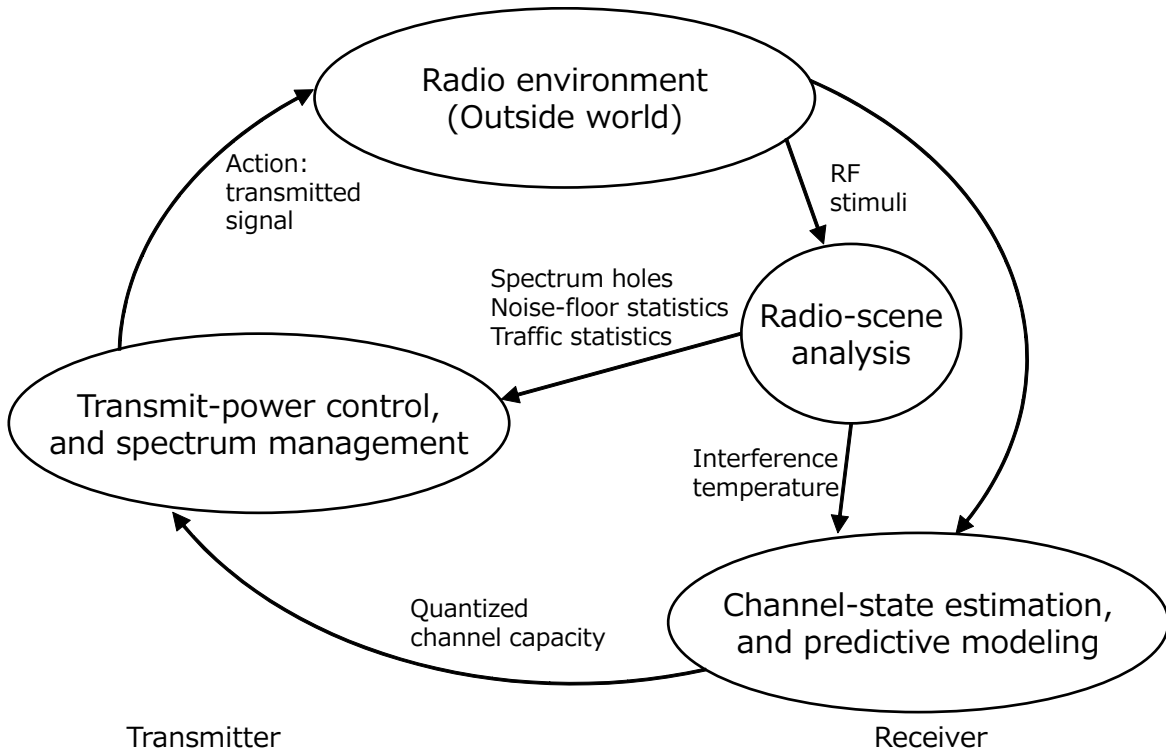 Radio environment
(Outside world)
Action:
transmitted
signal
RF
stimuli
Spectrum holes
Noise-floor statistics
Traffic statistics
Radio-scene
analysis
Transmit-power control,
and spectrum management
Interference
temperature
Quantized
channel capacity
Channel-state estimation,
and predictive modeling
Transmitter
Receiver